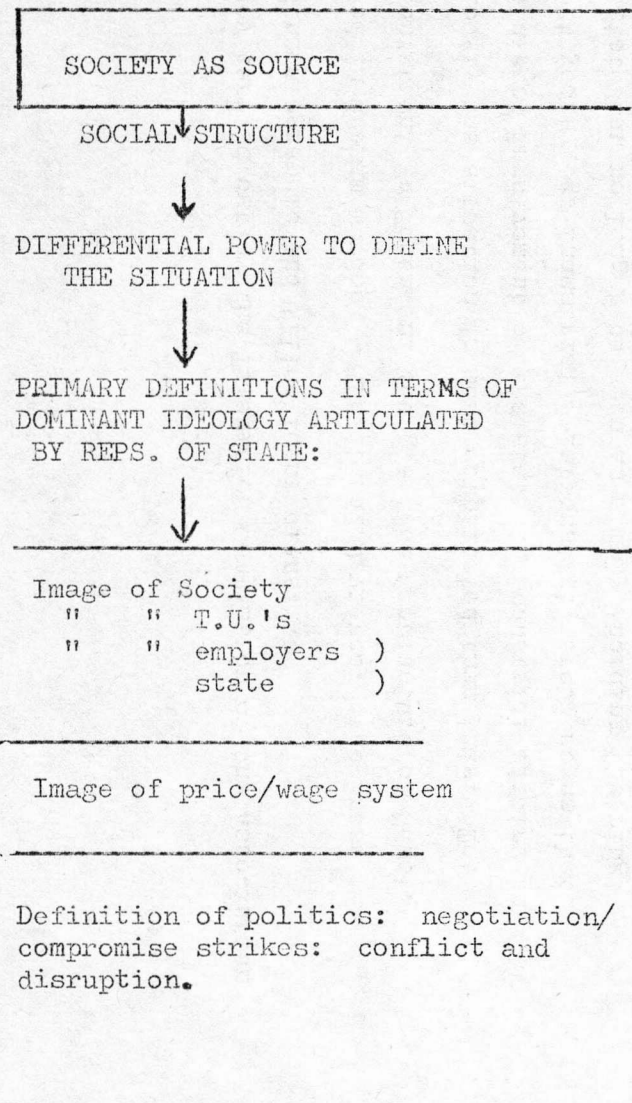 SOCIETY AS SOURCE
SOCIAL STRUCTURE
DIFFERENTIAL POWER TO DEFINE
THE SITUATION
PRIMARY DEFINITIONS IN TERMS OF
DOMINANT IDEOLOGY ARTICULATED
BY REPS. OF STATE:
Image of Society
" " T.U.'s
" " employers )
state )
Image of price/wage system
Definition of politics: negotiation/
compromise strikes: conflict and
disruption.